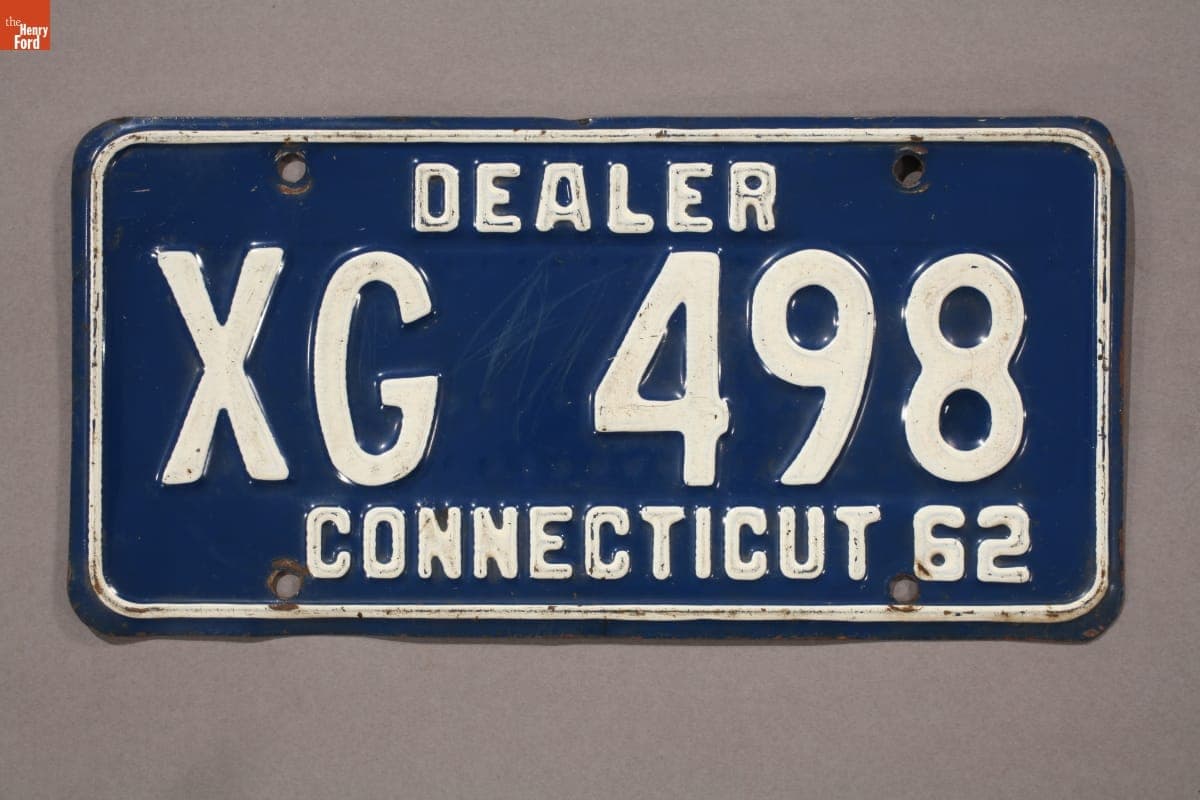 the
Henry
Ford
DEALER
XG 498
CONNECTICUT 62